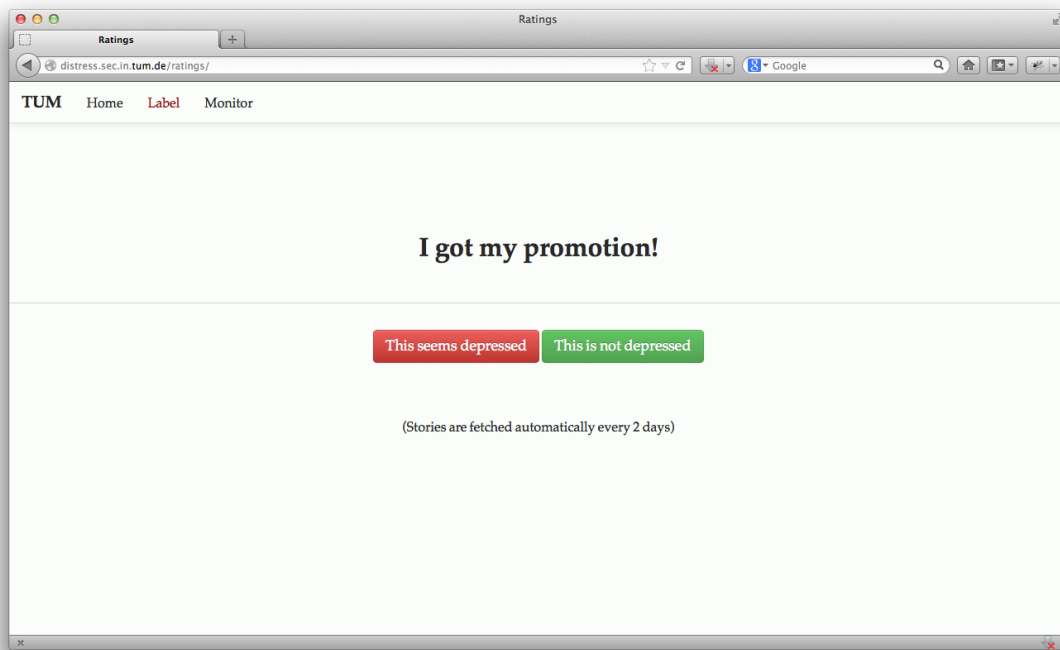 Ratings
Ratings
distress.sec.in.tum.de/ratings/
Google
TUM Home Label Monitor
I got my promotion!
This seems depressed This is not depressed
(Stories are fetched automatically every 2 days)